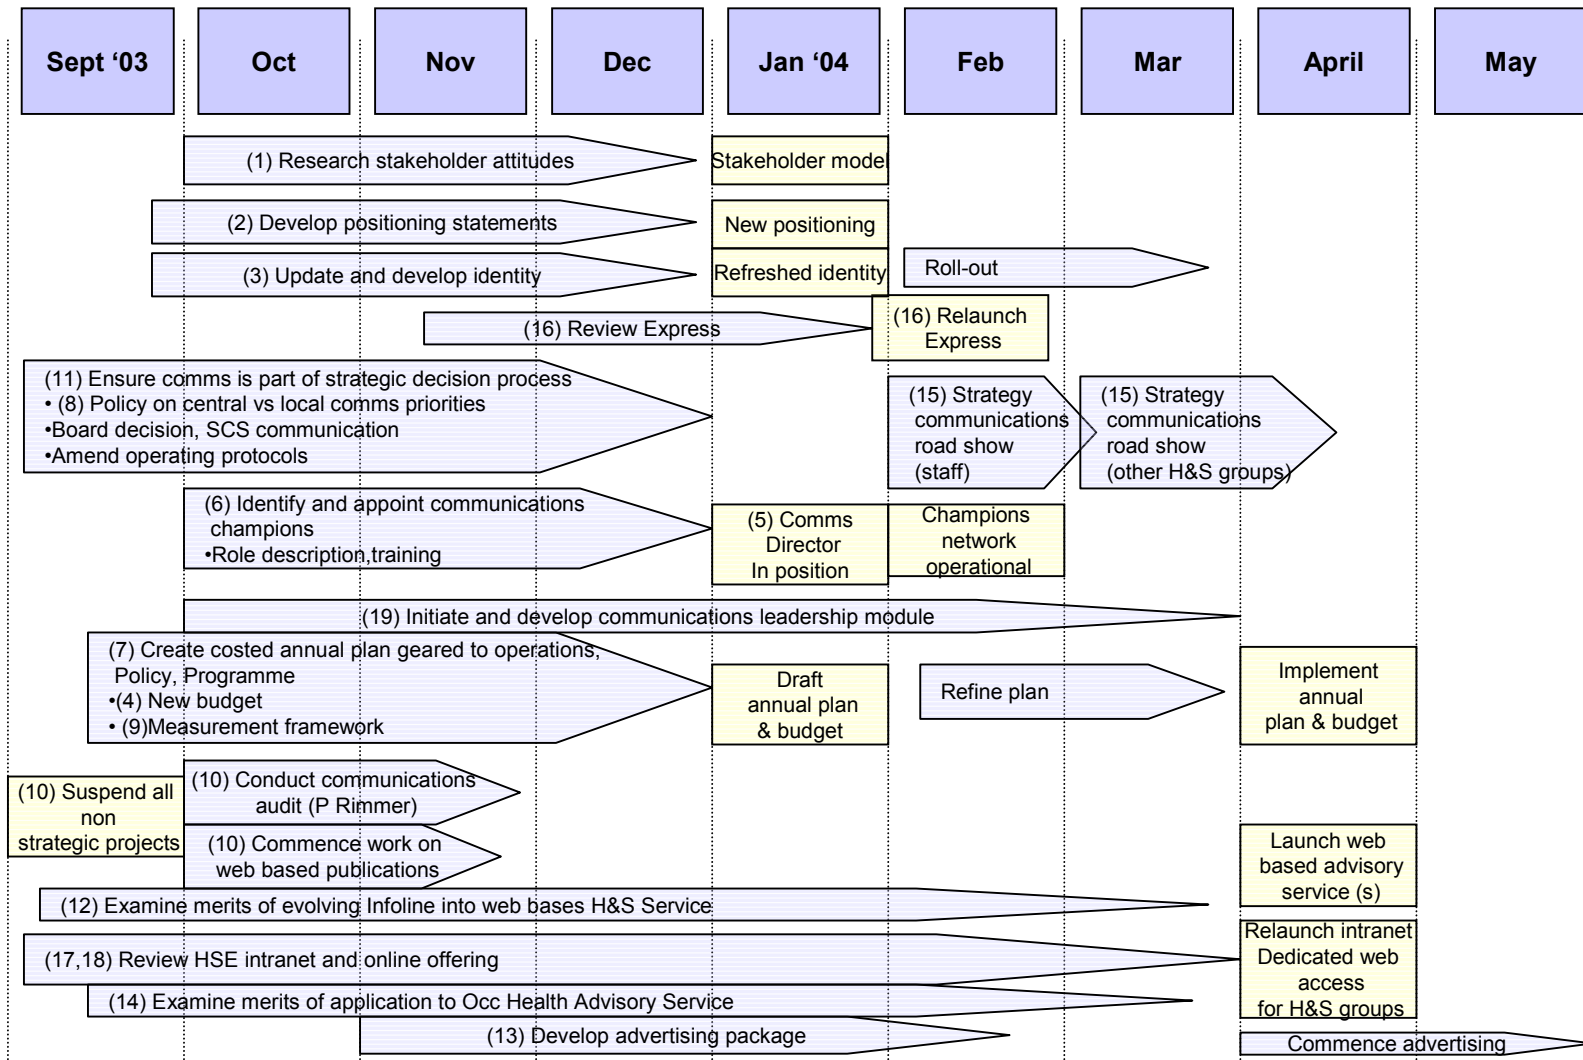 Sept ‘03
Oct
Nov
Dec
Jan ‘04
Feb
Mar
April
May
(1) Research stakeholder attitudes
Stakeholder model
(2) Develop positioning statements
New positioning
(3) Update and develop identity
Refreshed identity
Roll-out
(16) Review Express
(16) Relaunch
Express
(11) Ensure comms is part of strategic decision process
• (8) Policy on central vs local comms priorities
•Board decision, SCS communication
•Amend operating protocols
(15) Strategy
communications
road show
(staff)
(15) Strategy
communications
road show
(other H&S groups)
(6) Identify and appoint communications
champions
•Role description,training
(5) Comms
Director
In position
Champions
network
operational
(19) Initiate and develop communications leadership module
(7) Create costed annual plan geared to operations,
Policy, Programme
•(4) New budget
• (9)Measurement framework
Draft
annual plan
& budget
Refine plan
Implement
annual
plan & budget
(10) Suspend all
non
strategic projects
(10) Conduct communications
audit (P Rimmer)
(10) Commence work on
web based publications
Launch web
based advisory
service (s)
(12) Examine merits of evolving Infoline into web bases H&S Service
(17,18) Review HSE intranet and online offering
Relaunch intranet
Dedicated web
access
for H&S groups
(14) Examine merits of application to Occ Health Advisory Service
(13) Develop advertising package
Commence advertising